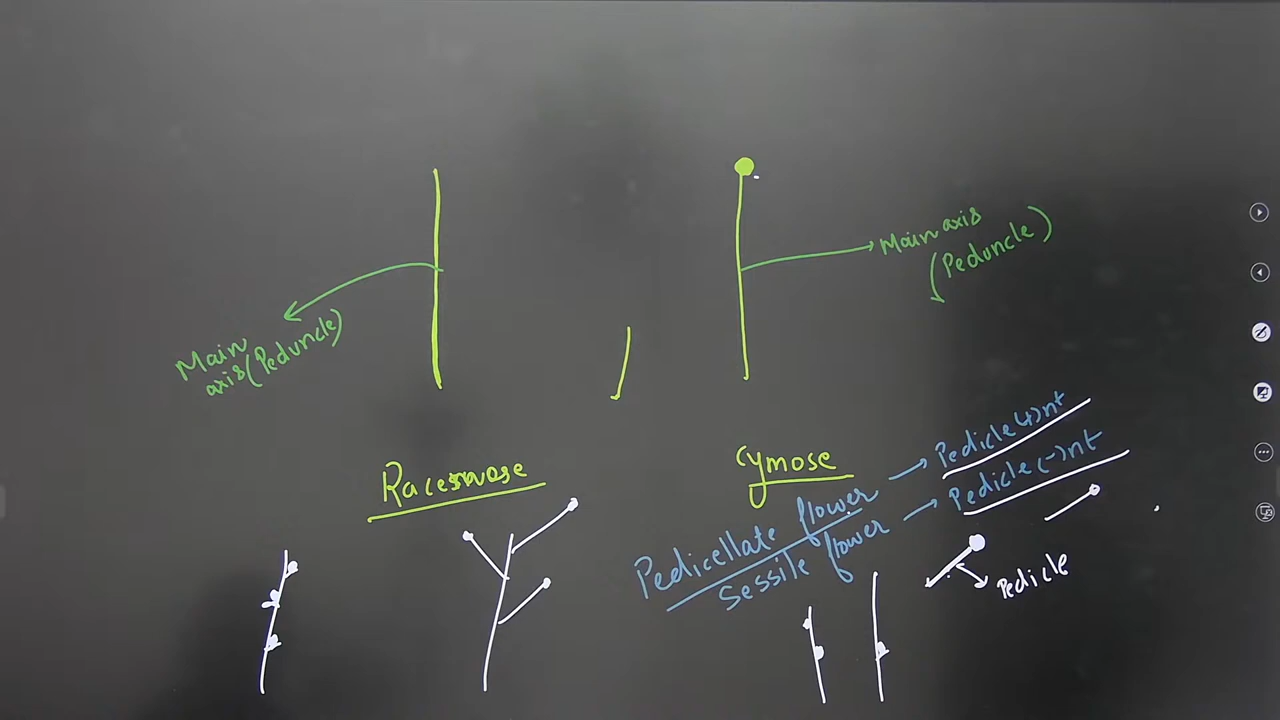 Main axis
(Peduncle)
Main
axis (Peduncle)
Racemose
Cymose
Pedicellate flower → Pedicle(+)nt
Sessile flower → Pedicle(-)nt
Pedicle